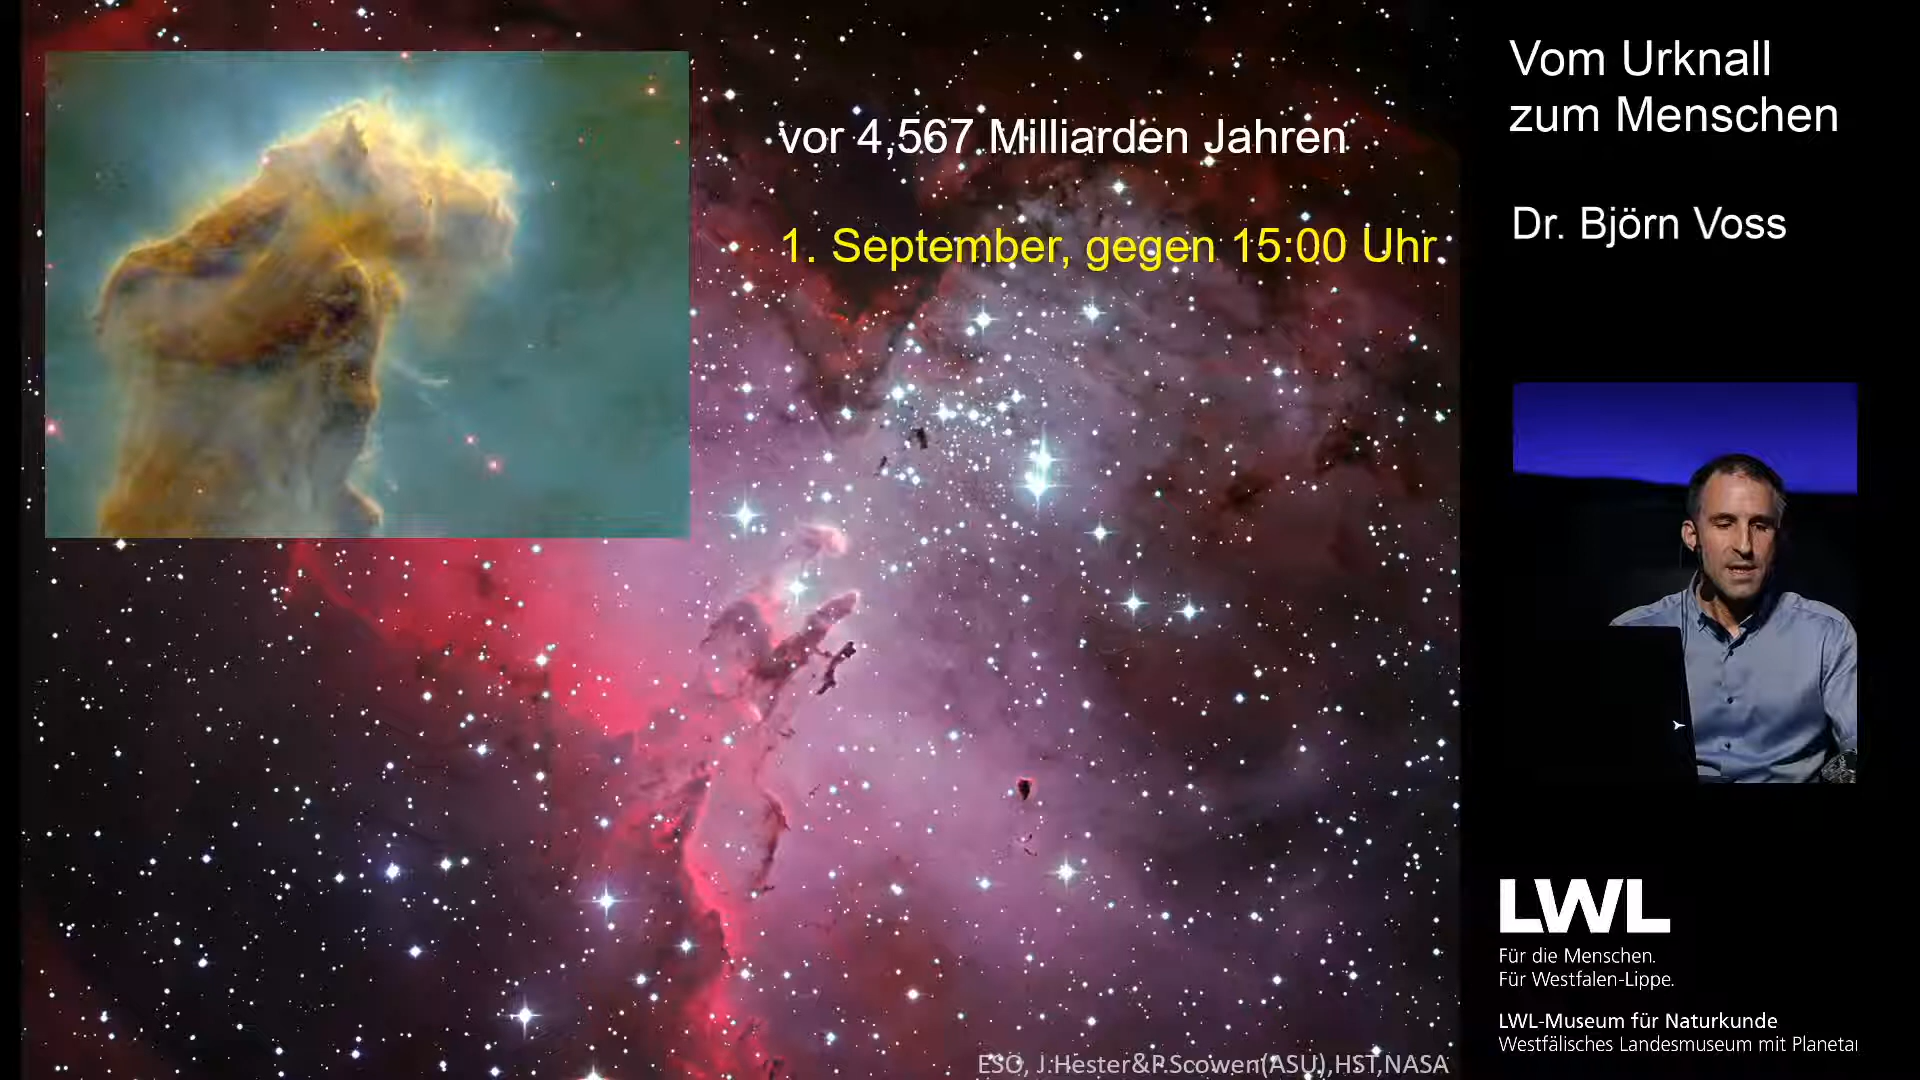 vor 4,567 Milliarden Jahren
1. September, gegen 15:00 Uhr
ESO, J.Hester&P.Scowen(ASU),HST,NASA
Vom Urknall
zum Menschen
Dr. Björn Voss
LWL
Für die Menschen.
Für Westfalen-Lippe.
LWL-Museum für Naturkunde
Westfälisches Landesmuseum mit Planeta